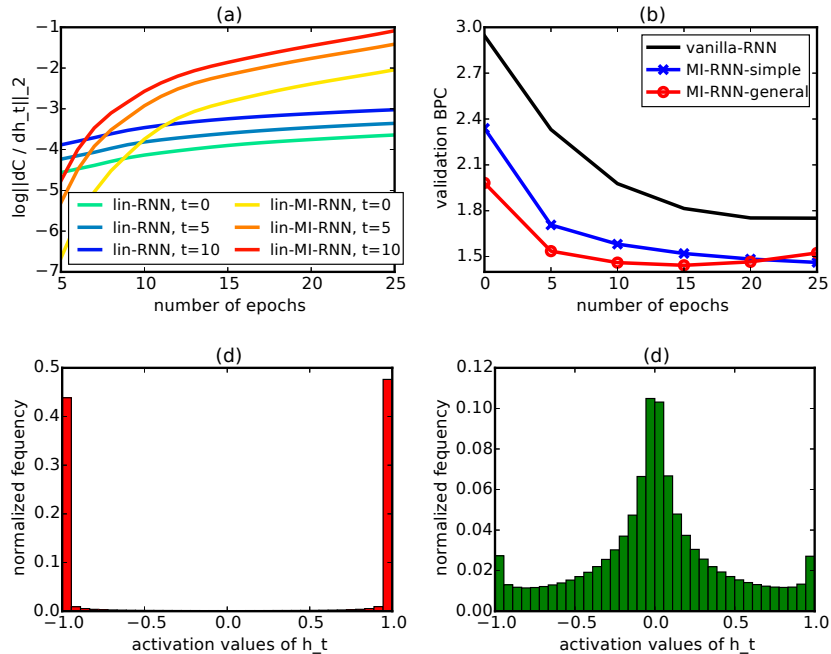 (a)
−1
−2
−3
−4
−5
−6
−7
log||dC / dh_t||_2
lin-RNN, t=0
lin-RNN, t=5
lin-RNN, t=10
lin-MI-RNN, t=0
lin-MI-RNN, t=5
lin-MI-RNN, t=10
5 10 15 20 25
number of epochs
(b)
3.0
2.7
2.4
2.1
1.8
1.5
validation BPC
vanilla-RNN
MI-RNN-simple
MI-RNN-general
0 5 10 15 20 25
number of epochs
(d)
0.5
0.4
0.3
0.2
0.1
0.0
normalized fequency
−1.0 −0.5 0.0 0.5 1.0
activation values of h_t
(d)
0.12
0.10
0.08
0.06
0.04
0.02
0.00
normalized fequency
−1.0 −0.5 0.0 0.5 1.0
activation values of h_t